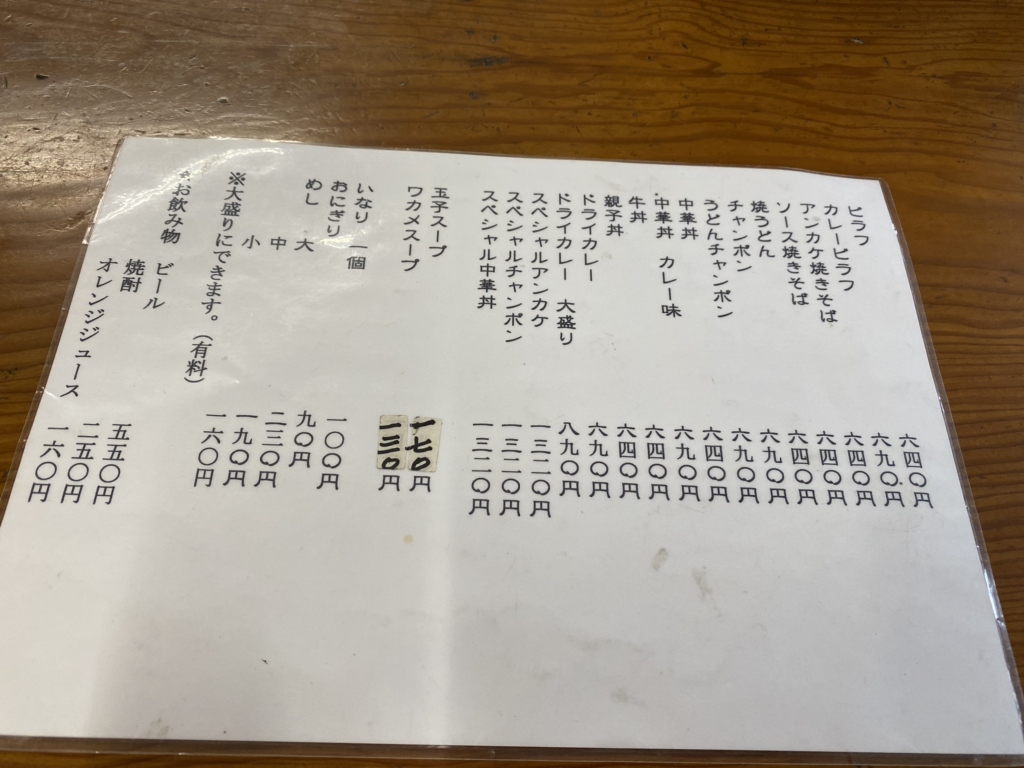 ピラフ 六四〇円
カレーピラフ 六九〇円
アンカケ焼きそば 六四〇円
ソース焼きそば 六四〇円
焼うどん 六四〇円
チャンポン 六九〇円
うどんチャンポン 六九〇円
中華丼 六四〇円
中華丼 カレー味 六九〇円
牛丼 六四〇円
親子丼 六四〇円
ドライカレー 六九〇円
ドライカレー 大盛り 八九〇円
スペシャルアンカケ 一三二〇円
スペシャルチャンポン 一三二〇円
スペシャル中華丼 一三二〇円
玉子スープ 一七〇円
ワカメスープ 一三〇円
いなり 一個 一〇〇円
おにぎり 九〇円
めし 大 二三〇円
中 一九〇円
小 一六〇円
※大盛りにできます。(有料)
※お飲み物 ビール 五五〇円
焼酎 二五〇円
オレンジジュース 一六〇円